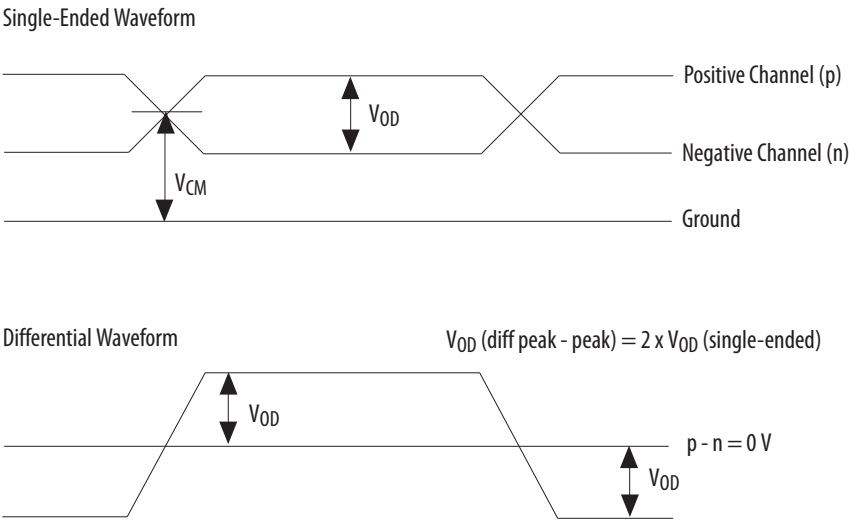 Single-Ended Waveform
Positive Channel (p)
VOD
Negative Channel (n)
VCM
Ground
Differential Waveform
VOD (diff peak - peak) = 2 x VOD (single-ended)
VOD
p - n = 0 V
VOD